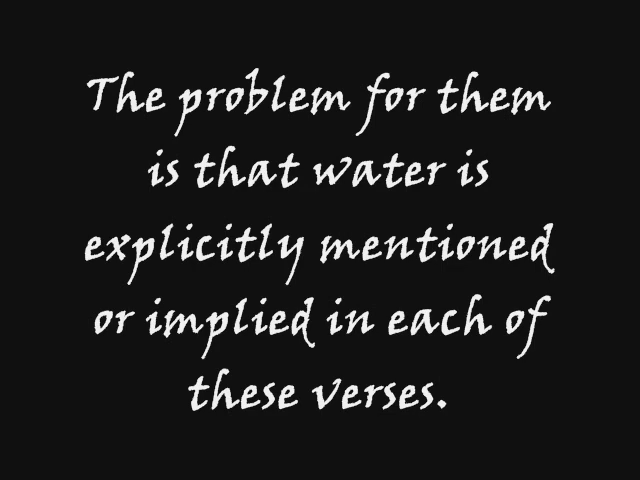 The problem for them
is that water is
explicitly mentioned
or implied in each of
these verses.